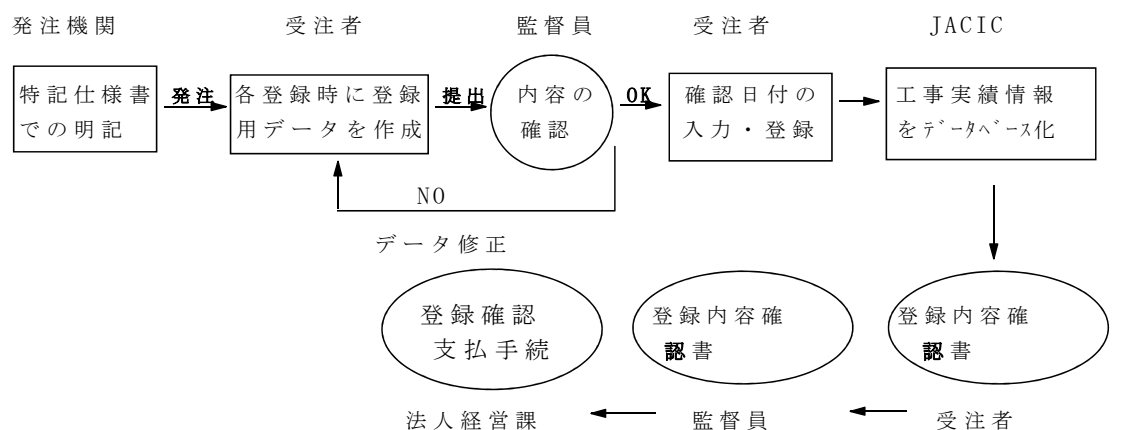 発注機関
受注者
監督員
受注者
JACIC
特記仕様書
での明記
発注
各登録時に登録
用データを作成
提出
内容の
確認
OK
確認日付の
入力・登録
工事実績情報
をﾃﾞｰﾀﾍﾞｰｽ化
NO
データ修正
登録確認
支払手続
登録内容確
認書
登録内容確
認書
法人経営課
監督員
受注者